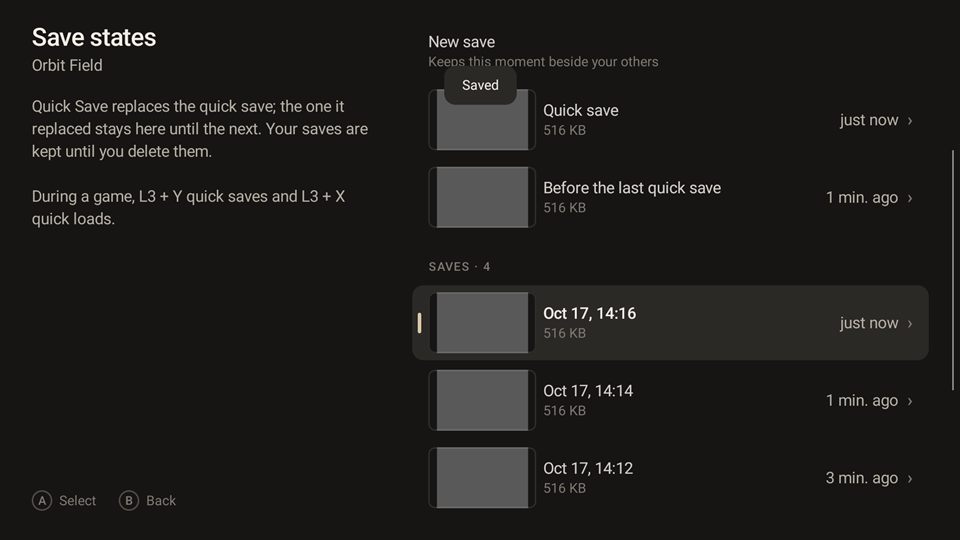 Save states
Orbit Field
Quick Save replaces the quick save; the one it
replaced stays here until the next. Your saves are
kept until you delete them.
During a game, L3 + Y quick saves and L3 + X
quick loads.
New save
Keeps this moment beside your others
Saved
Quick save
516 KB
just now ›
Before the last quick save
516 KB
1 min. ago ›
SAVES · 4
Oct 17, 14:16
516 KB
just now ›
Oct 17, 14:14
516 KB
1 min. ago ›
Oct 17, 14:12
516 KB
3 min. ago ›
A Select B Back